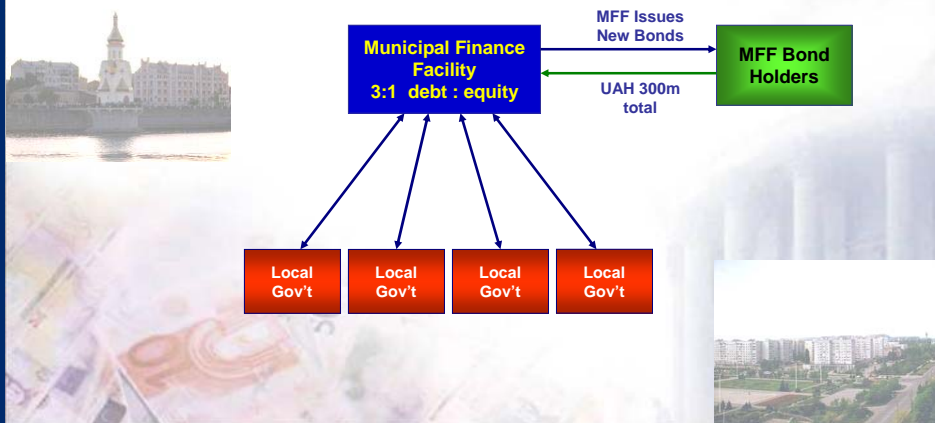 MFF Issues
New Bonds
Municipal Finance
Facility
3:1 debt : equity
MFF Bond
Holders
UAH 300m
total
Local
Gov't
Local
Gov't
Local
Gov't
Local
Gov't